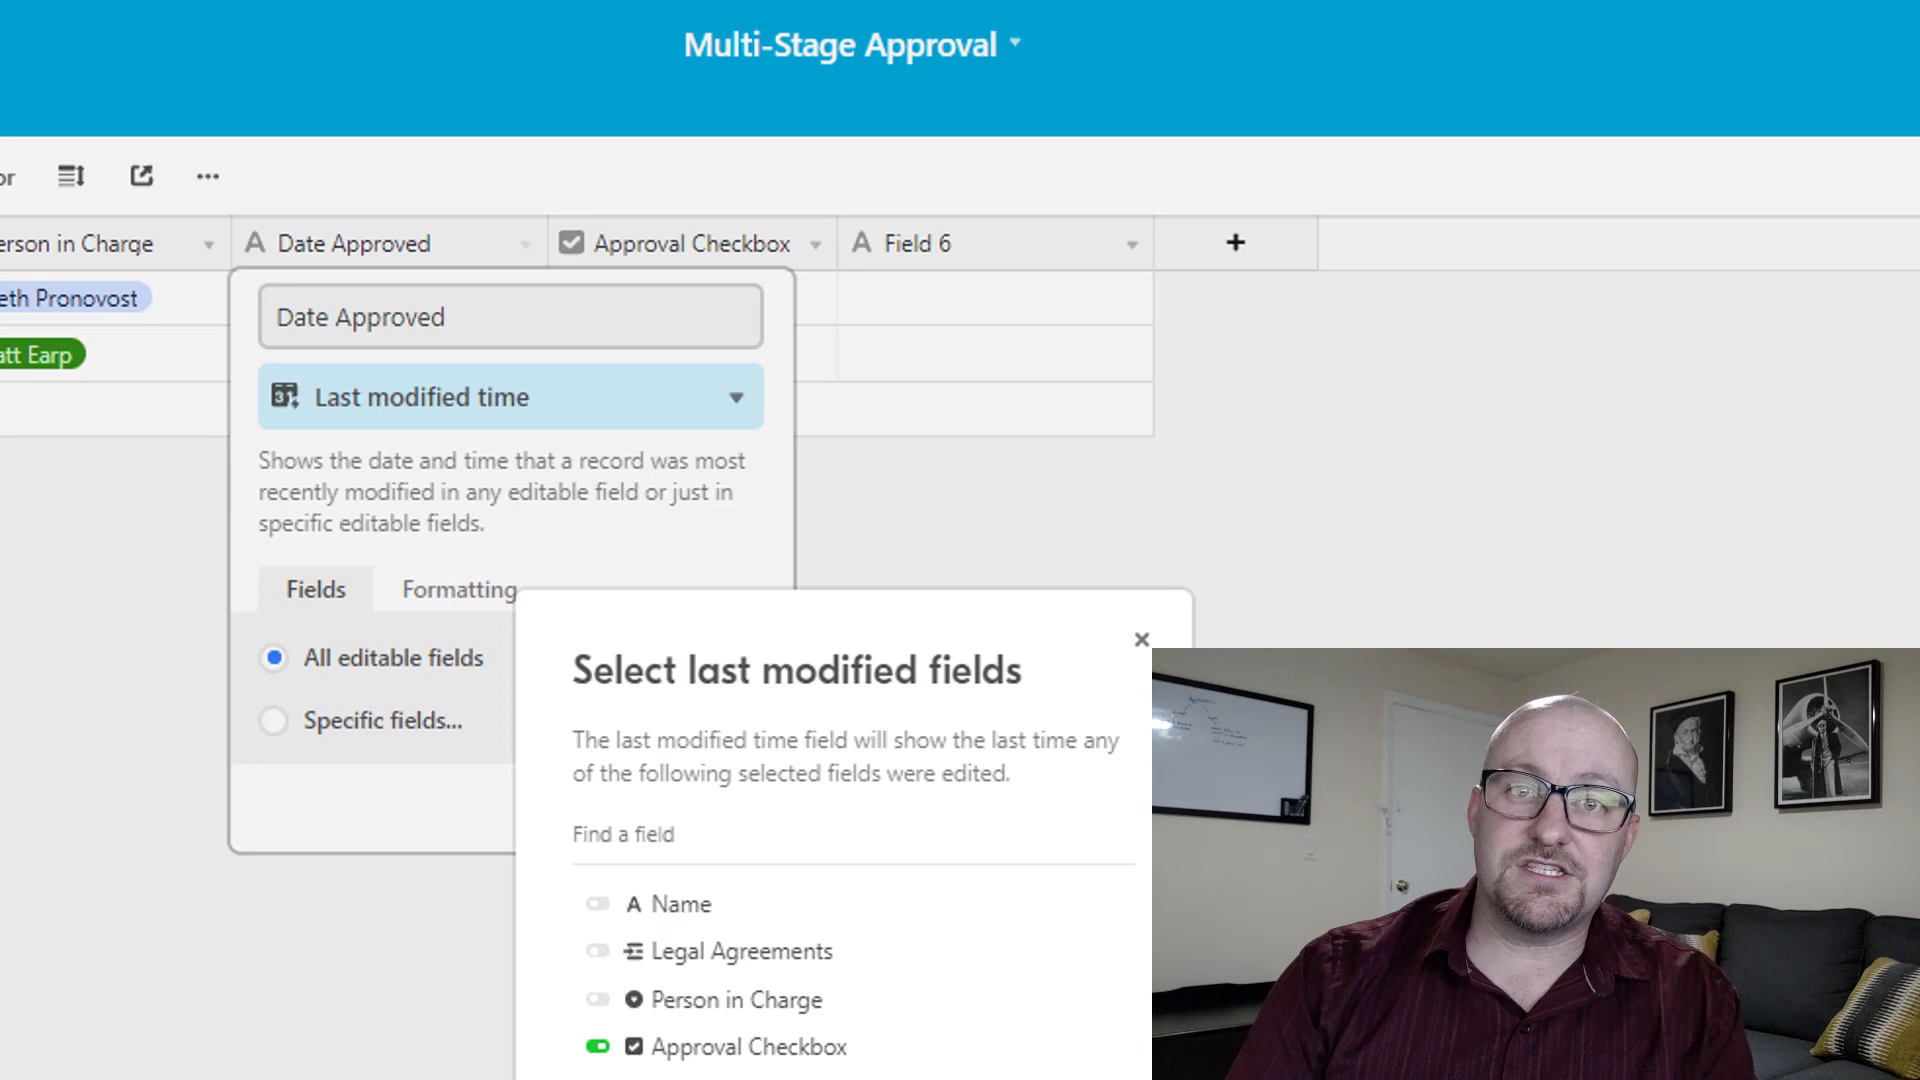 Multi-Stage Approval
or
erson in Charge
Date Approved
Approval Checkbox
Field 6
eth Pronovost
att Earp
Date Approved
31
Last modified time
Shows the date and time that a record was most
recently modified in any editable field or just in
specific editable fields.
Fields
Formatting
All editable fields
Specific fields...
Select last modified fields
The last modified time field will show the last time any
of the following selected fields were edited.
Find a field
Name
Legal Agreements
Person in Charge
Approval Checkbox